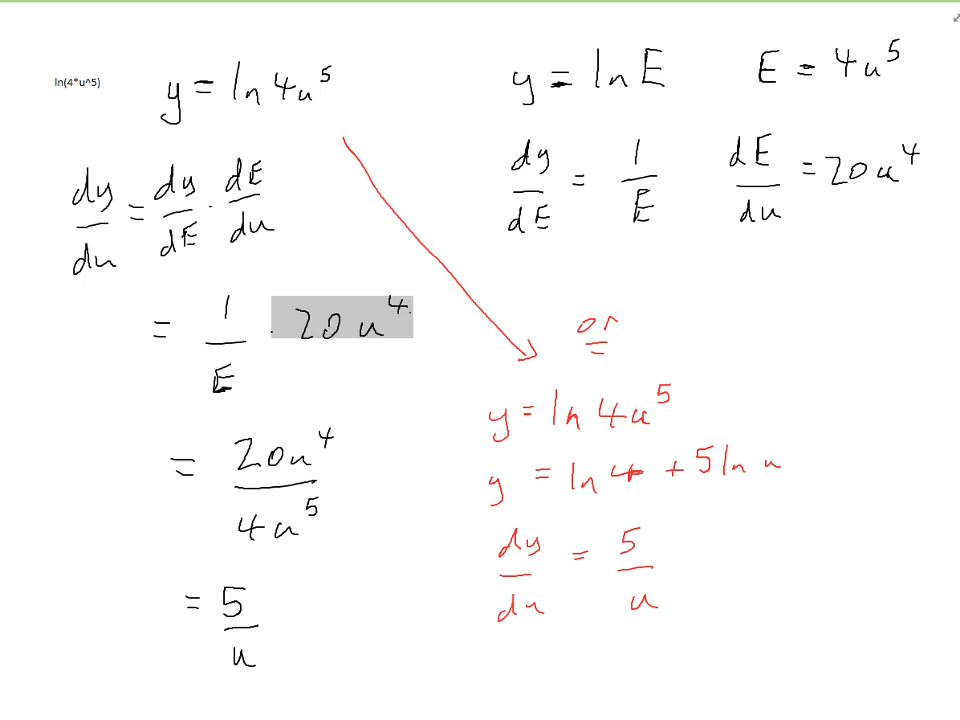 ln(4*u^5)
y = ln 4u^5
dy/du = dy/dE · dE/du
= 1/E · 20u^4
= 20u^4/4u^5
= 5/u
y = ln E E = 4u^5
dy/dE = 1/E dE/du = 20u^4
or
y = ln 4u^5
y = ln 4 + 5 ln u
dy/du = 5/u